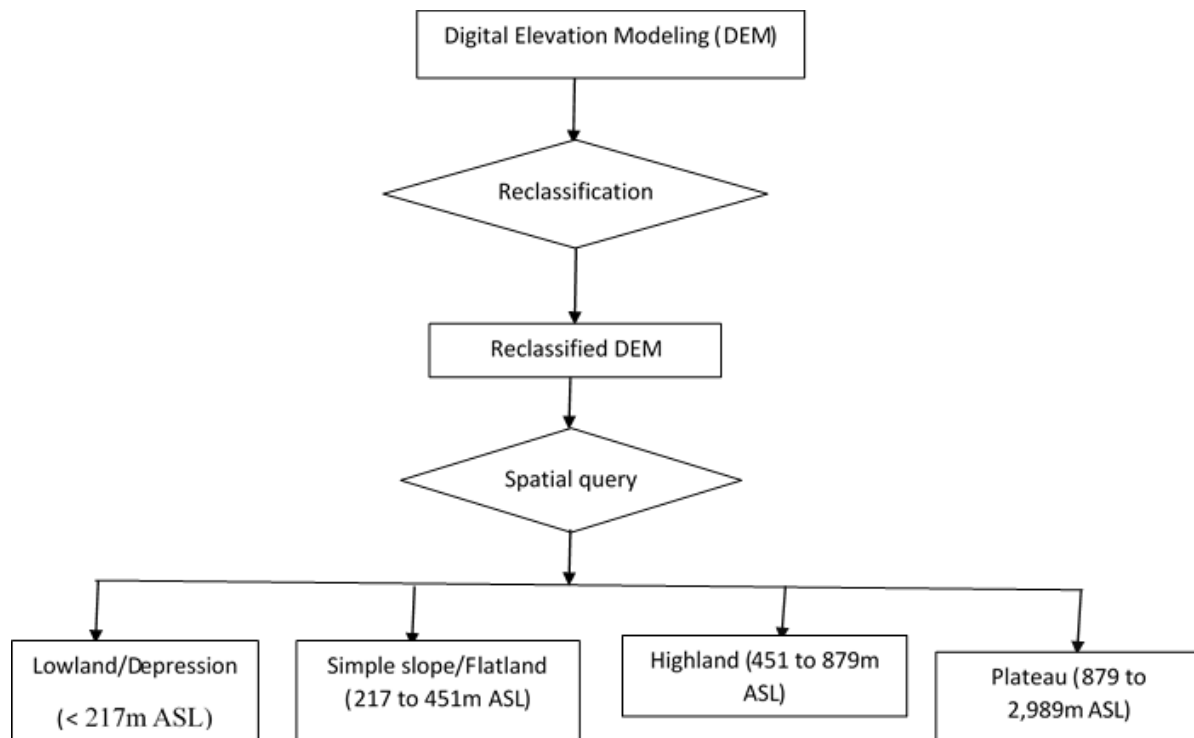 Digital Elevation Modeling (DEM)
Reclassification
Reclassified DEM
Spatial query
Lowland/Depression
(< 217m ASL)
Simple slope/Flatland
(217 to 451m ASL)
Highland (451 to 879m
ASL)
Plateau (879 to
2,989m ASL)